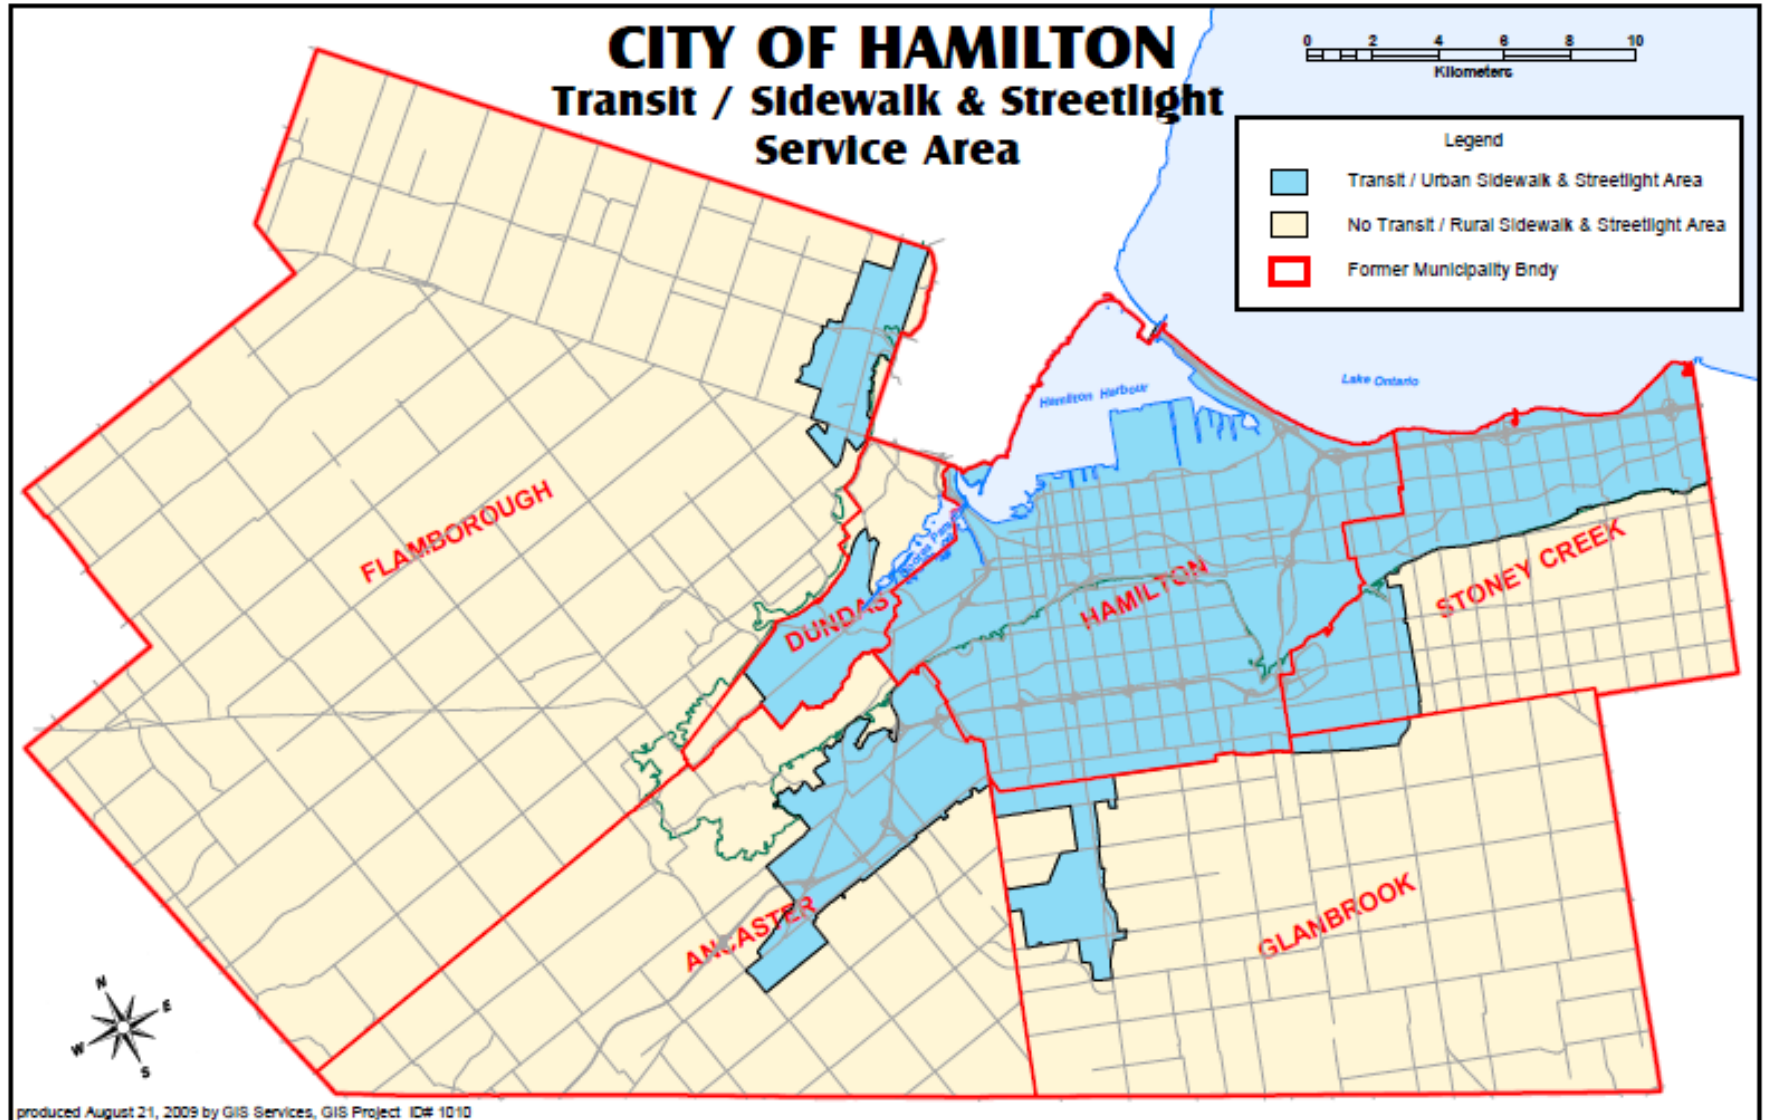 CITY OF HAMILTON
Transit / Sidewalk & Streetlight
Service Area
0 2 4 6 8 10
Kilometers
Legend
Transit / Urban Sidewalk & Streetlight Area
No Transit / Rural Sidewalk & Streetlight Area
Former Municipality Bndy
Lake Ontario
Hamilton Harbour
FLAMBOROUGH
STONEY CREEK
HAMILTON
DUNDAS
ANCASTER
GLANBROOK
N
E
W
S
produced August 21, 2009 by GIS Services, GIS Project ID# 1010